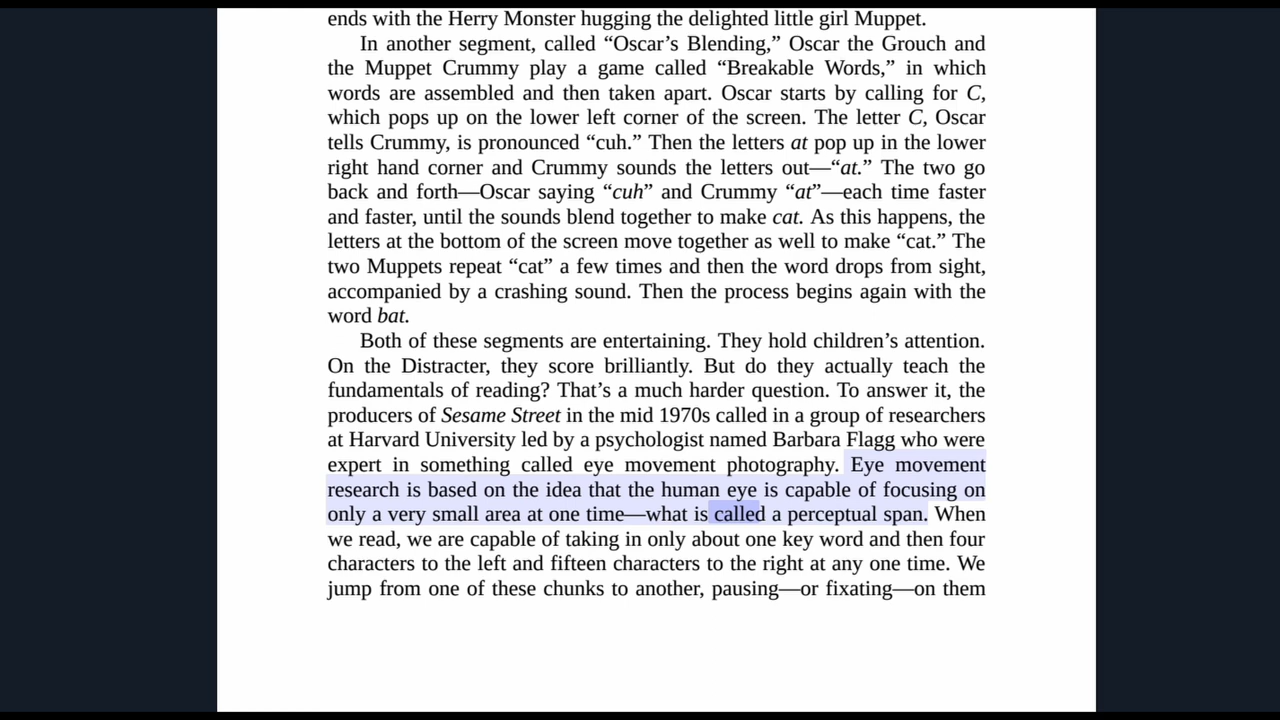 ends with the Herry Monster hugging the delighted little girl Muppet.
In another segment, called “Oscar’s Blending,” Oscar the Grouch and
the Muppet Crummy play a game called “Breakable Words,” in which
words are assembled and then taken apart. Oscar starts by calling for C,
which pops up on the lower left corner of the screen. The letter C, Oscar
tells Crummy, is pronounced “cuh.” Then the letters at pop up in the lower
right hand corner and Crummy sounds the letters out—“at.” The two go
back and forth—Oscar saying “cuh” and Crummy “at”—each time faster
and faster, until the sounds blend together to make cat. As this happens, the
letters at the bottom of the screen move together as well to make “cat.” The
two Muppets repeat “cat” a few times and then the word drops from sight,
accompanied by a crashing sound. Then the process begins again with the
word bat.
Both of these segments are entertaining. They hold children’s attention.
On the Distracter, they score brilliantly. But do they actually teach the
fundamentals of reading? That’s a much harder question. To answer it, the
producers of Sesame Street in the mid 1970s called in a group of researchers
at Harvard University led by a psychologist named Barbara Flagg who were
expert in something called eye movement photography. Eye movement
research is based on the idea that the human eye is capable of focusing on
only a very small area at one time—what is called a perceptual span. When
we read, we are capable of taking in only about one key word and then four
characters to the left and fifteen characters to the right at any one time. We
jump from one of these chunks to another, pausing—or fixating—on them